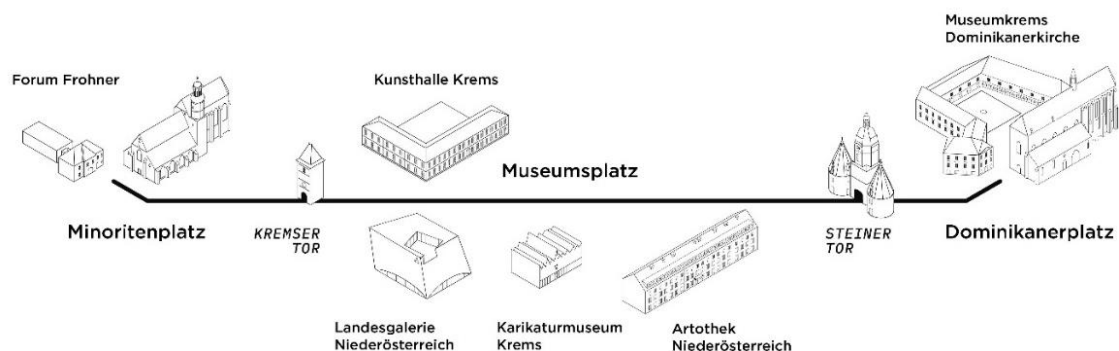 Museumkrems
Dominikanerkirche
Forum Frohner
Kunsthalle Krems
Museumsplatz
Minoritenplatz
KREMSER
TOR
STEINER
TOR
Dominikanerplatz
Landesgalerie
Niederösterreich
Karikaturmuseum
Krems
Artothek
Niederösterreich